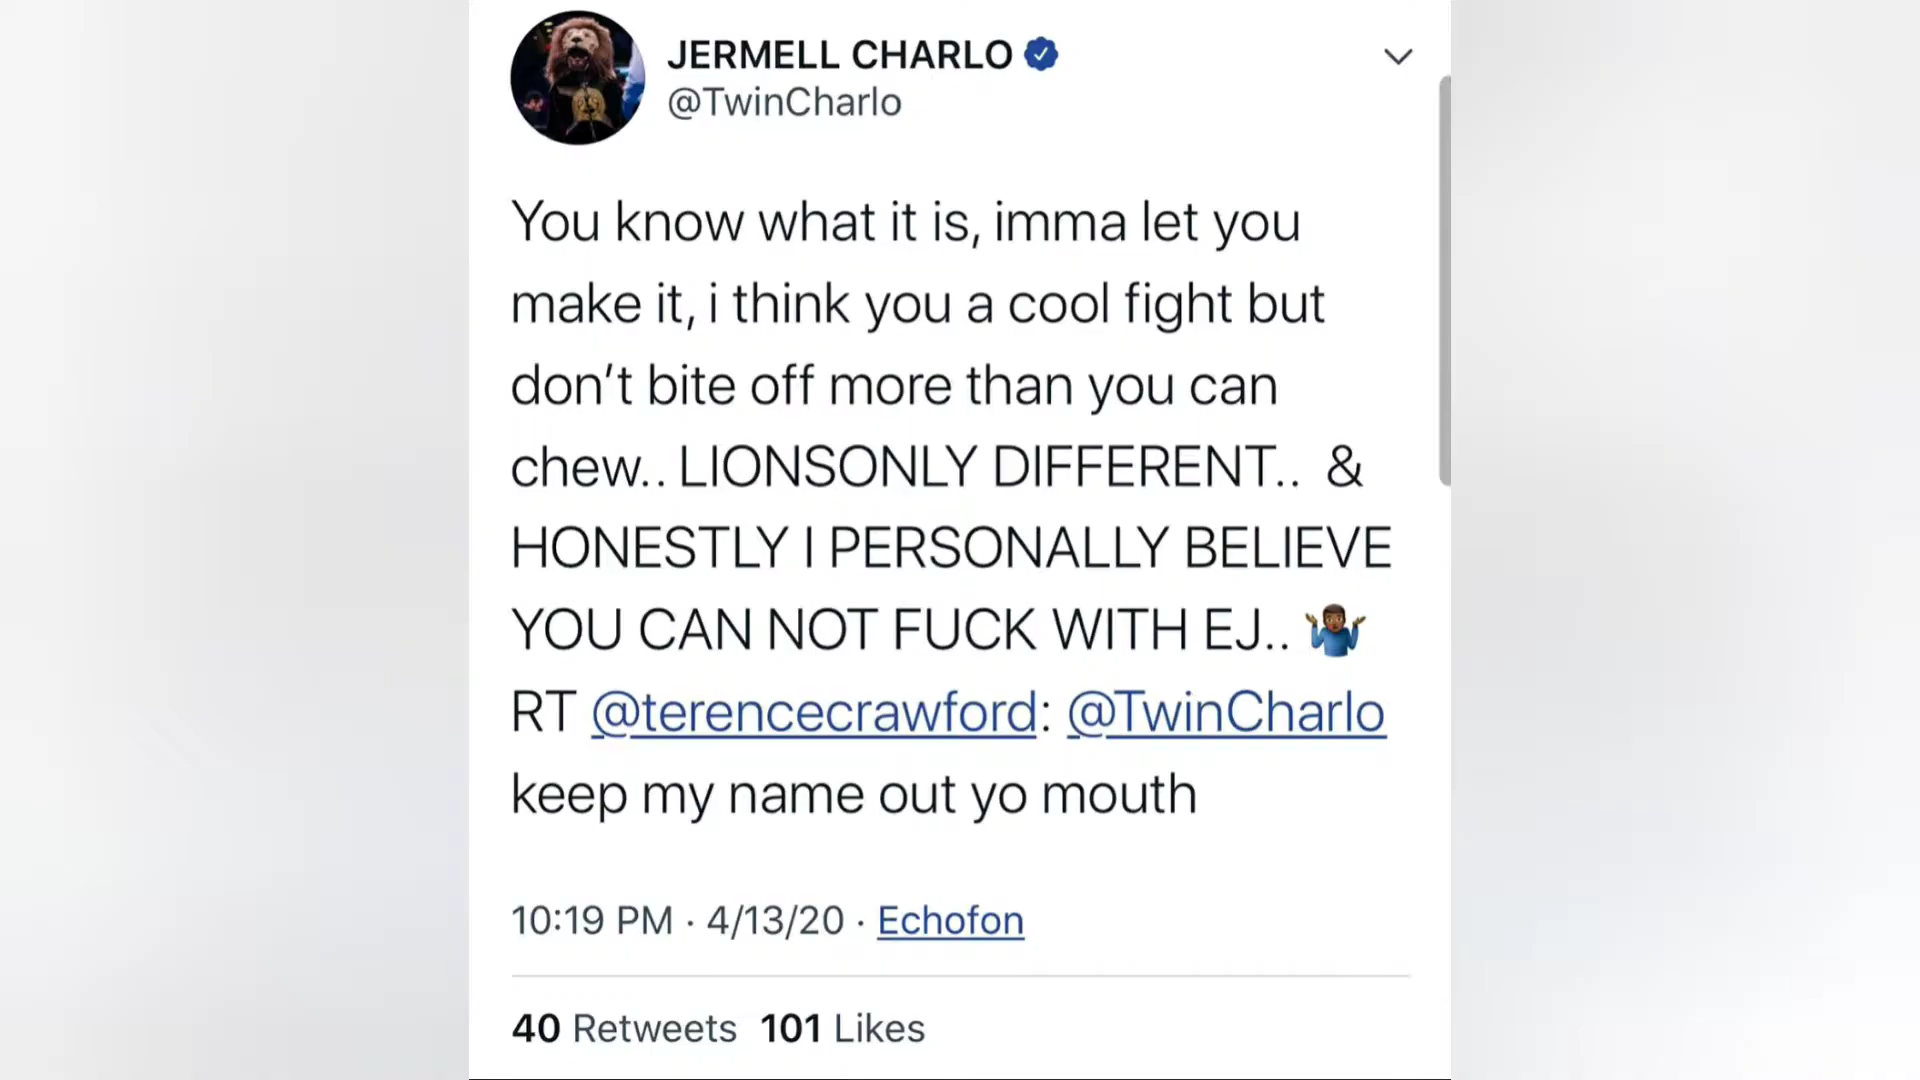 JERMELL CHARLO
@TwinCharlo
You know what it is, imma let you
make it, i think you a cool fight but
don’t bite off more than you can
chew.. LIONSONLY DIFFERENT.. &
HONESTLY I PERSONALLY BELIEVE
YOU CAN NOT FUCK WITH EJ.. 🤷🏾‍♂️
RT @terencecrawford: @TwinCharlo
keep my name out yo mouth
10:19 PM · 4/13/20 · Echofon
40 Retweets 101 Likes